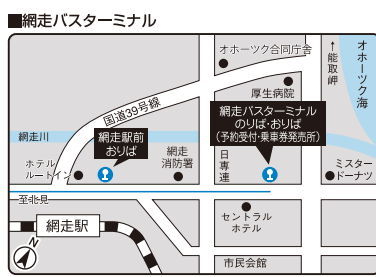 ■網走バスターミナル
オホーツク合同庁舎
↑能取岬
オホーツク海
厚生病院
国道39号線
網走バスターミナル
のりば・おりば
(予約受付・乗車券発売所)
網走川
網走駅前
おりば
網走
消防署
日専連
ホテル
ルートイン
ミスター
ドーナツ
至北見
網走駅
セントラル
ホテル
N
市民会館